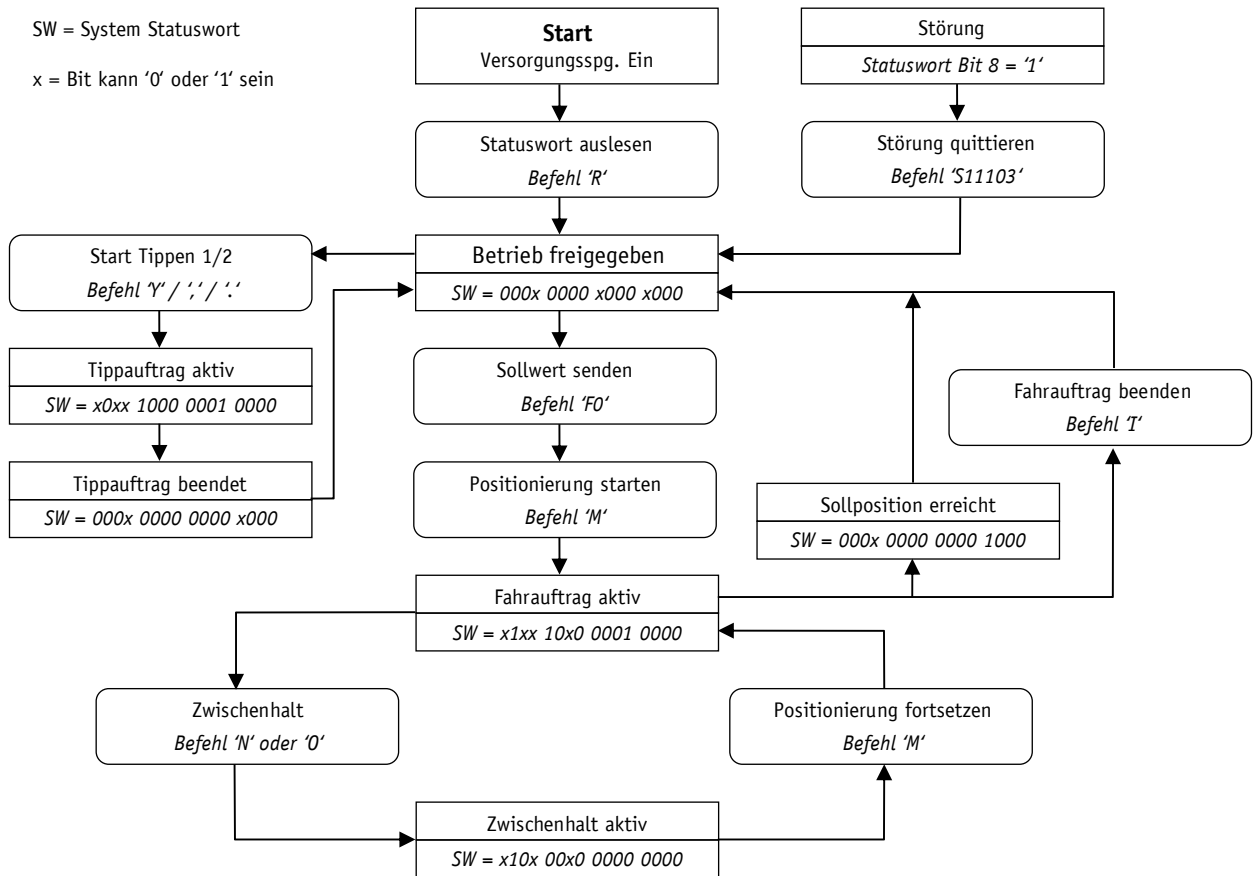 SW = System Statuswort
x = Bit kann ‘0‘ oder ‘1‘ sein
Start
Versorgungsspg. Ein
Störung
Statuswort Bit 8 = ‘1‘
Statuswort auslesen
Befehl ‘R‘
Störung quittieren
Befehl ‘S11103‘
Start Tippen 1/2
Befehl ‘Y‘ / ‘,‘ / ‘.‘
Betrieb freigegeben
SW = 000x 0000 x000 x000
Tippauftrag aktiv
SW = x0xx 1000 0001 0000
Sollwert senden
Befehl ‘F0‘
Fahrauftrag beenden
Befehl ‘T‘
Tippauftrag beendet
SW = 000x 0000 0000 x000
Positionierung starten
Befehl ‘M‘
Sollposition erreicht
SW = 000x 0000 0000 1000
Fahrauftrag aktiv
SW = x1xx 10x0 0001 0000
Zwischenhalt
Befehl ‘N‘ oder ‘O‘
Positionierung fortsetzen
Befehl ‘M‘
Zwischenhalt aktiv
SW = x10x 00x0 0000 0000